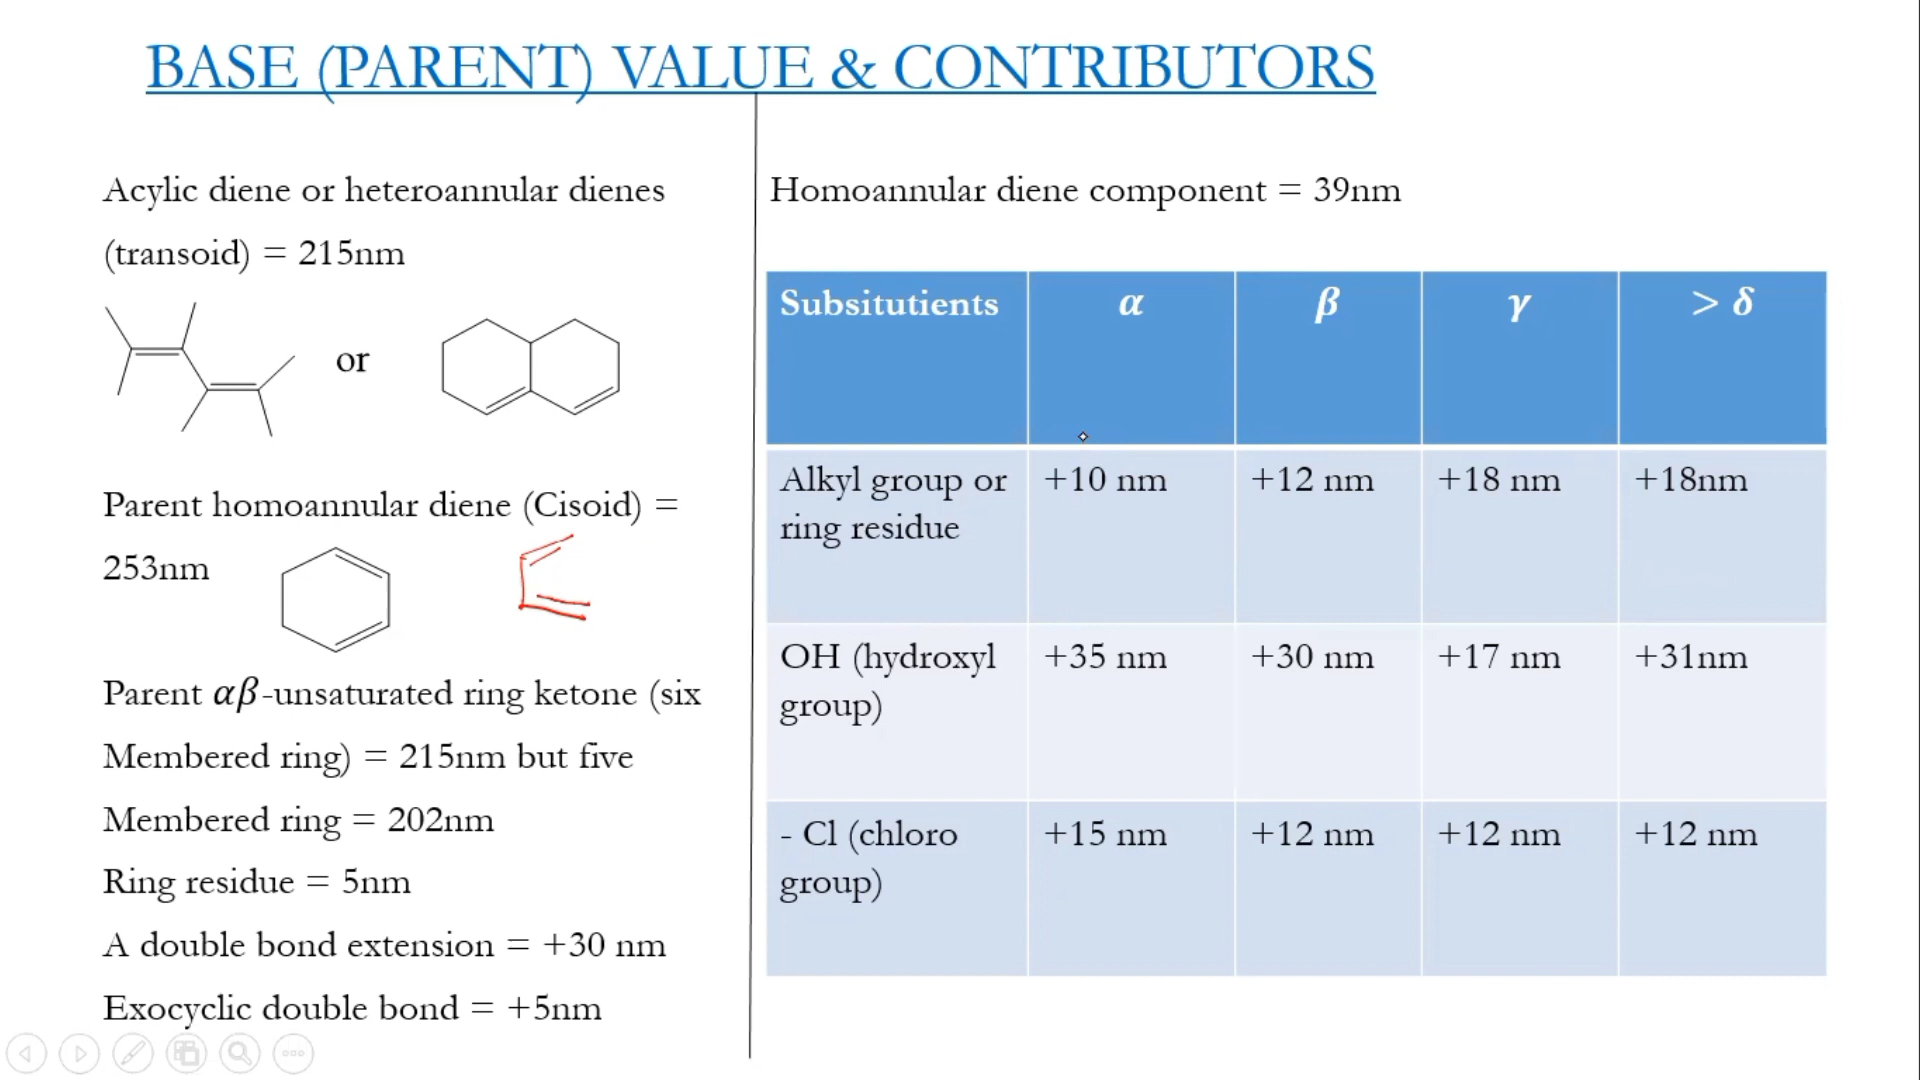 BASE (PARENT) VALUE & CONTRIBUTORS
Acylic diene or heteroannular dienes
(transoid) = 215nm
or
Parent homoannular diene (Cisoid) =
253nm
Parent αβ-unsaturated ring ketone (six
Membered ring) = 215nm but five
Membered ring = 202nm
Ring residue = 5nm
A double bond extension = +30 nm
Exocyclic double bond = +5nm
Homoannular diene component = 39nm
Subsitutients α β γ > δ
Alkyl group or +10 nm +12 nm +18 nm +18nm
ring residue
OH (hydroxyl +35 nm +30 nm +17 nm +31nm
group)
- Cl (chloro +15 nm +12 nm +12 nm +12 nm
group)